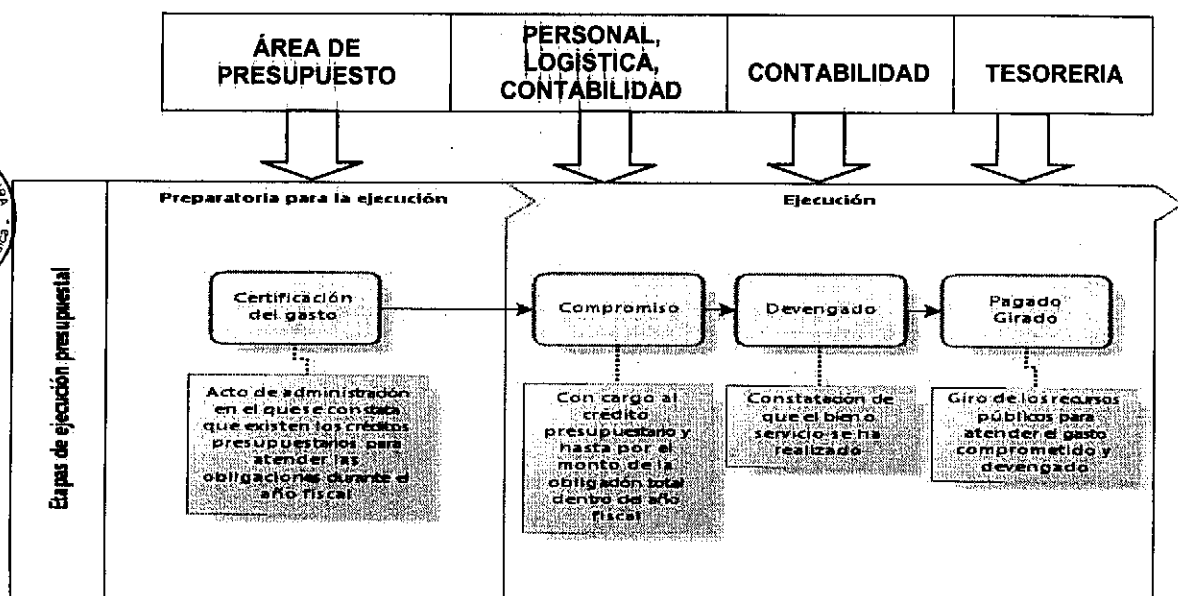 ÁREA DE
PRESUPUESTO
PERSONAL,
LOGISTICA,
CONTABILIDAD
CONTABILIDAD
TESORERIA
Preparatoria para la ejecución
Ejecución
Etapas de ejecución presupuestal
Certificación
del gasto
Compromiso
Devengado
Pagado
Girado
Acto de administración
en el que se constata
que existen los créditos
presupuestarios para
atender las
obligaciones durante el
año fiscal
Con cargo al
crédito
presupuestario y
hasta por el
monto de la
obligación total
dentro de año
fiscal
Constatación de
que el bien o
servicio se ha
realizado
Giro de los recursos
públicos para
atender el gasto
comprometido y
devengado